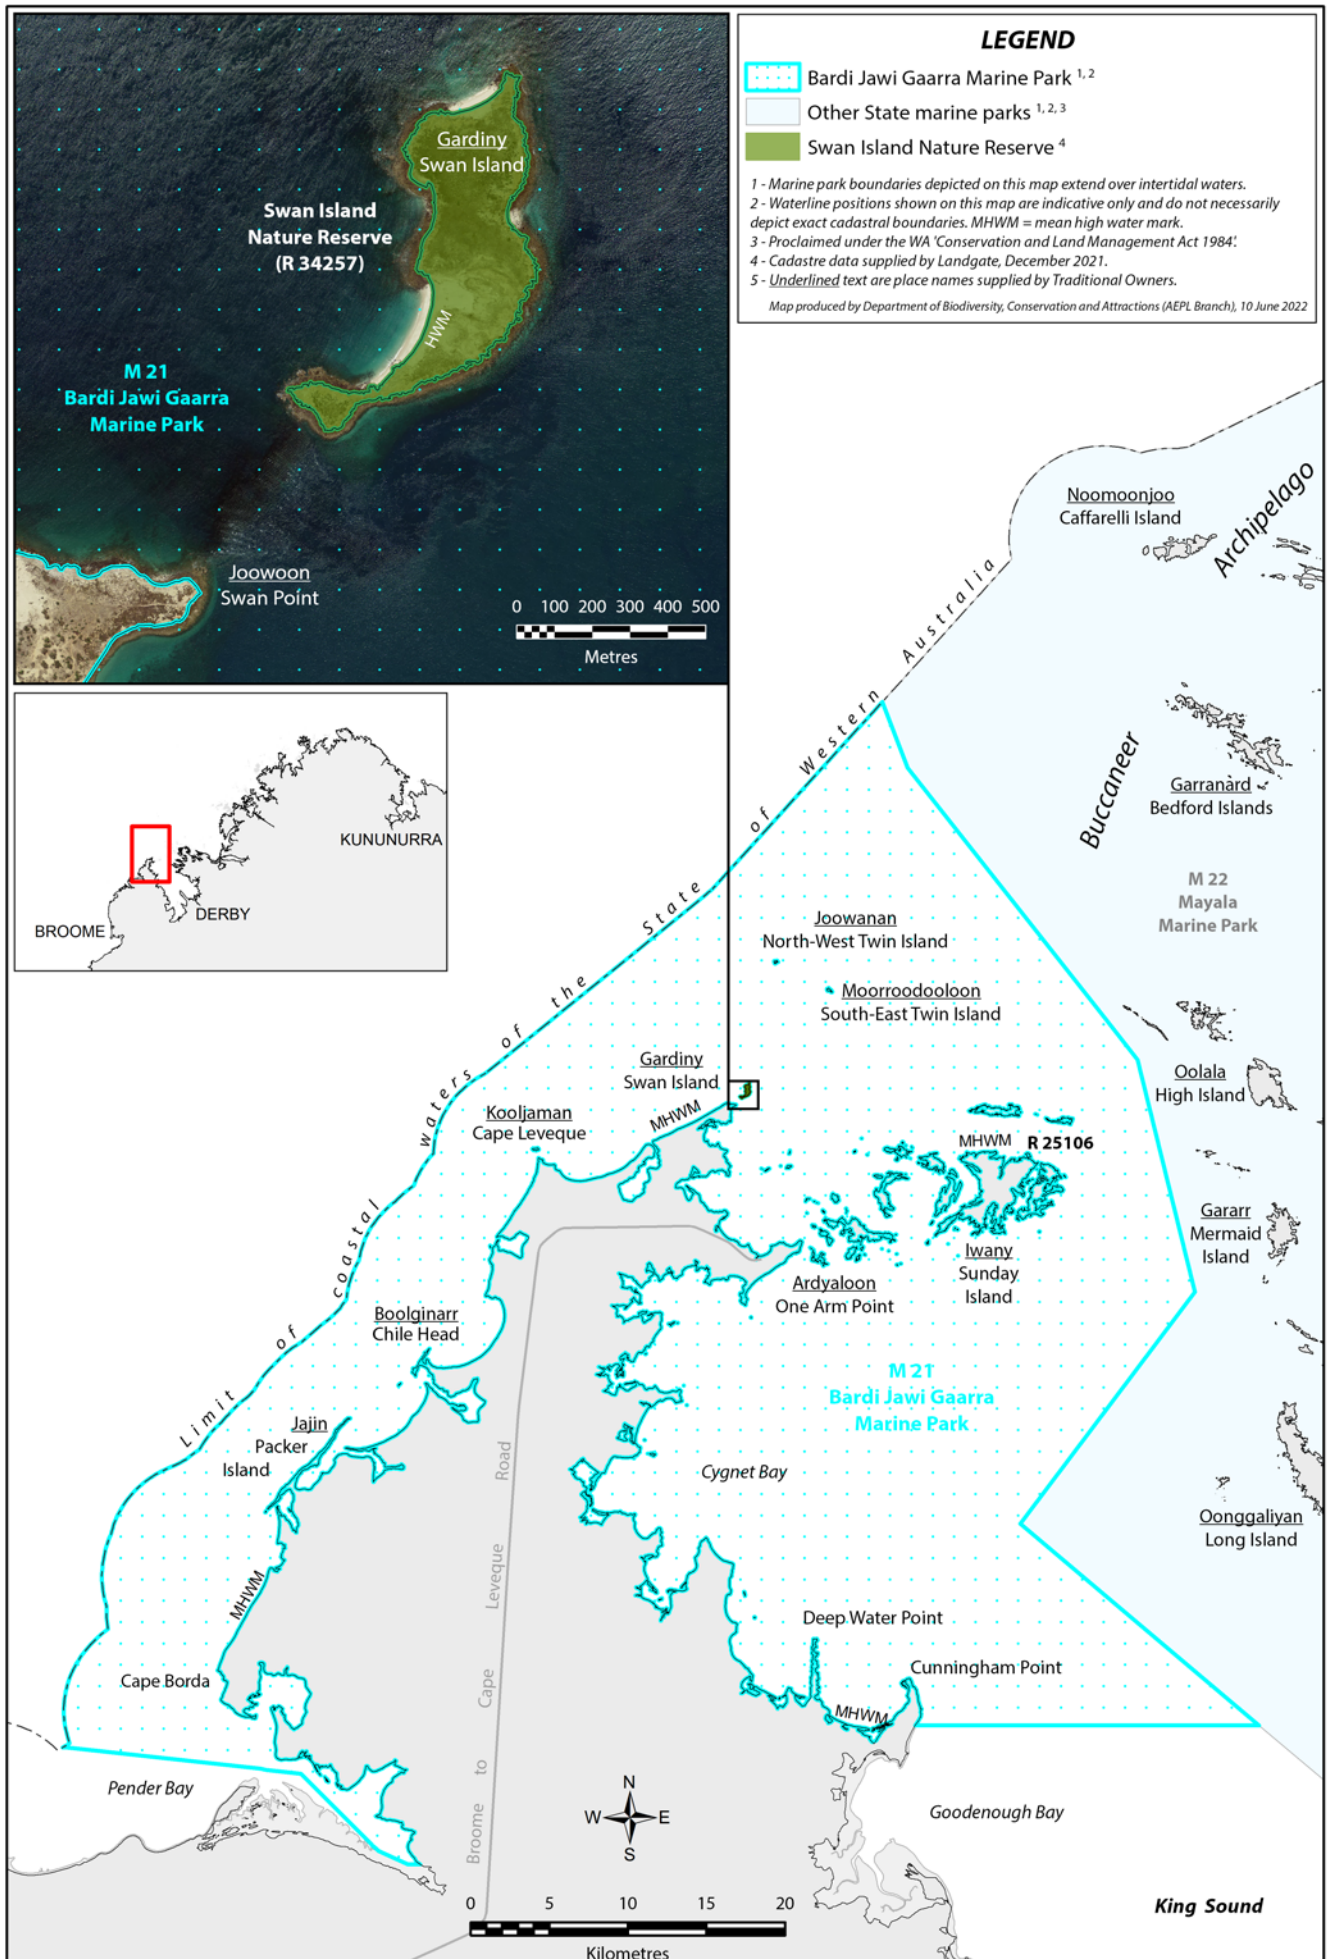 Gardiny
Swan Island
Swan Island
Nature Reserve
(R 34257)
HWM
M 21
Bardi Jawi Gaarra
Marine Park
Joowoon
Swan Point
0 100 200 300 400 500
Metres
LEGEND
Bardi Jawi Gaarra Marine Park 1, 2
Other State marine parks 1, 2, 3
Swan Island Nature Reserve 4
1 - Marine park boundaries depicted on this map extend over intertidal waters.
2 - Waterline positions shown on this map are indicative only and do not necessarily
depict exact cadastral boundaries. MHWM = mean high water mark.
3 - Proclaimed under the WA 'Conservation and Land Management Act 1984'.
4 - Cadastre data supplied by Landgate, December 2021.
5 - Underlined text are place names supplied by Traditional Owners.
Map produced by Department of Biodiversity, Conservation and Attractions (AEPL Branch), 10 June 2022
KUNUNURRA
DERBY
BROOME
Noomoonjoo
Caffarelli Island
Buccaneer Archipelago
Limit of coastal waters of the State of Western Australia
Garranàrd
Bedford Islands
M 22
Mayala
Marine Park
Joowanan
North-West Twin Island
Moorroodooloon
South-East Twin Island
Gardiny
Swan Island
Oolala
High Island
Kooljaman
Cape Leveque
MHWM
MHWM R 25106
Gararr
Mermaid
Island
Iwany
Sunday
Island
Ardyaloon
One Arm Point
Boolginarr
Chile Head
M 21
Bardi Jawi Gaarra
Marine Park
Jajin
Packer
Island
Cygnet Bay
Oonggaliyan
Long Island
MHWM
Broome to Cape Leveque Road
Deep Water Point
Cunningham Point
Cape Borda
MHWM
Pender Bay
N
W E
S
Goodenough Bay
King Sound
0 5 10 15 20
Kilometres